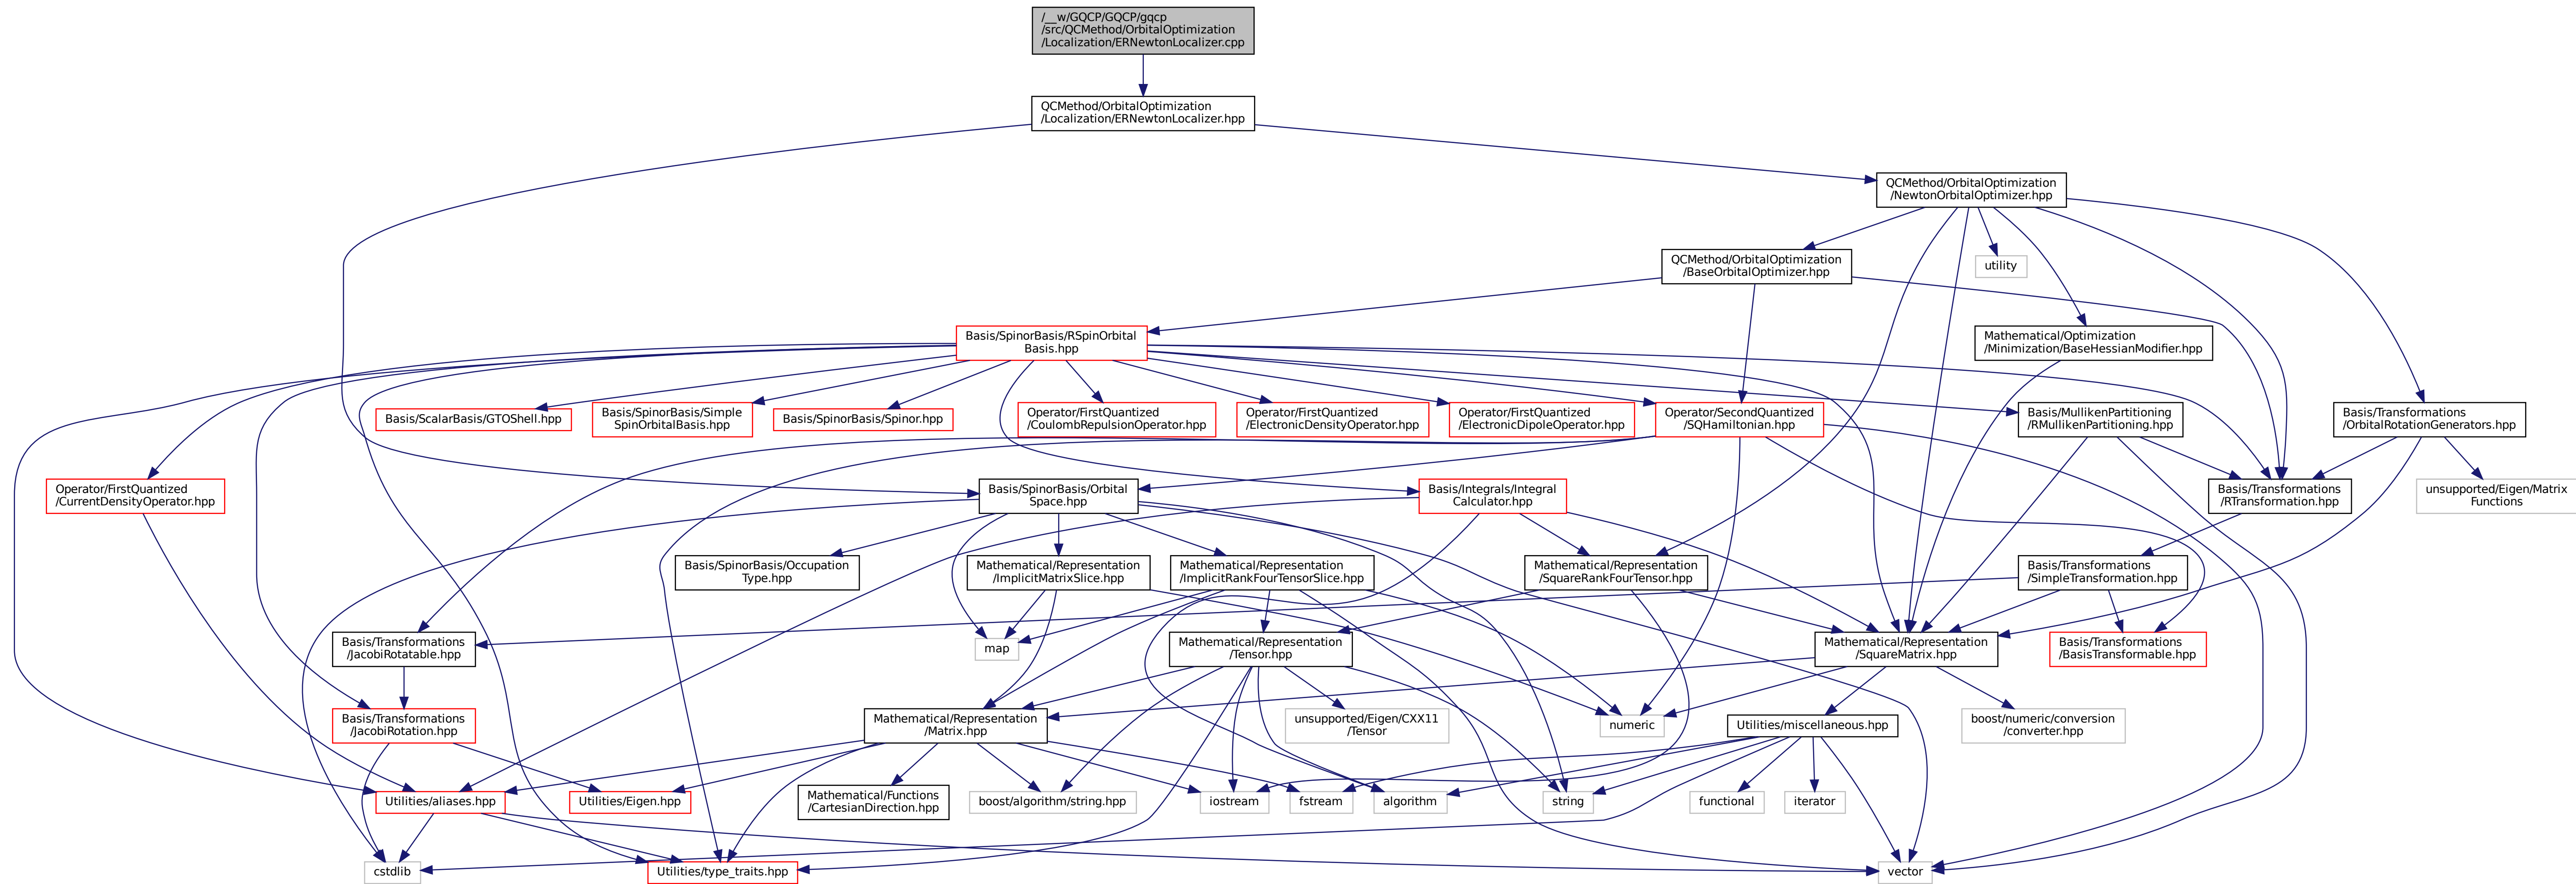 /__w/GQCP/GQCP/gqcp
/src/QCMethod/OrbitalOptimization
/Localization/ERNewtonLocalizer.cpp
QCMethod/OrbitalOptimization
/Localization/ERNewtonLocalizer.hpp
QCMethod/OrbitalOptimization
/NewtonOrbitalOptimizer.hpp
QCMethod/OrbitalOptimization
/BaseOrbitalOptimizer.hpp
utility
Basis/SpinorBasis/RSpinOrbital
Basis.hpp
Mathematical/Optimization
/Minimization/BaseHessianModifier.hpp
Basis/ScalarBasis/GTOShell.hpp
Basis/SpinorBasis/Simple
SpinOrbitalBasis.hpp
Basis/SpinorBasis/Spinor.hpp
Operator/FirstQuantized
/CoulombRepulsionOperator.hpp
Operator/FirstQuantized
/ElectronicDensityOperator.hpp
Operator/FirstQuantized
/ElectronicDipoleOperator.hpp
Operator/SecondQuantized
/SQHamiltonian.hpp
Basis/MullikenPartitioning
/RMullikenPartitioning.hpp
Basis/Transformations
/OrbitalRotationGenerators.hpp
Operator/FirstQuantized
/CurrentDensityOperator.hpp
Basis/SpinorBasis/Orbital
Space.hpp
Basis/Integrals/Integral
Calculator.hpp
Basis/Transformations
/RTransformation.hpp
unsupported/Eigen/Matrix
Functions
Basis/SpinorBasis/Occupation
Type.hpp
Mathematical/Representation
/ImplicitMatrixSlice.hpp
Mathematical/Representation
/ImplicitRankFourTensorSlice.hpp
Mathematical/Representation
/SquareRankFourTensor.hpp
Basis/Transformations
/SimpleTransformation.hpp
Basis/Transformations
/JacobiRotatable.hpp
map
Mathematical/Representation
/Tensor.hpp
Mathematical/Representation
/SquareMatrix.hpp
Basis/Transformations
/BasisTransformable.hpp
Basis/Transformations
/JacobiRotation.hpp
Mathematical/Representation
/Matrix.hpp
unsupported/Eigen/CXX11
/Tensor
numeric
Utilities/miscellaneous.hpp
boost/numeric/conversion
/converter.hpp
Utilities/aliases.hpp
Utilities/Eigen.hpp
Mathematical/Functions
/CartesianDirection.hpp
boost/algorithm/string.hpp
iostream
fstream
algorithm
string
functional
iterator
cstdlib
Utilities/type_traits.hpp
vector